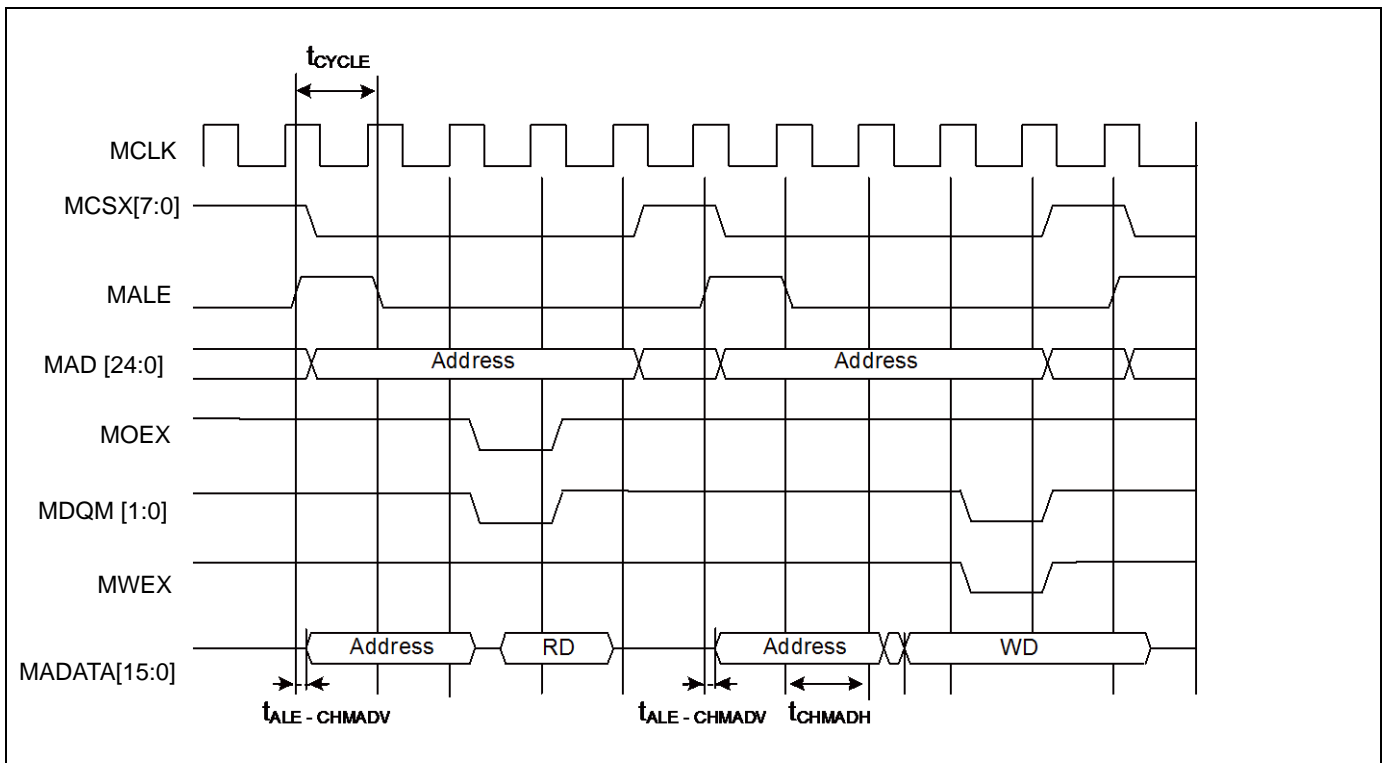 tCYCLE
MCLK
MCSX[7:0]
MALE
MAD [24:0]
Address
Address
MOEX
MDQM [1:0]
MWEX
MADATA[15:0]
Address
RD
Address
WD
tALE - CHMADV
tALE - CHMADV
tCHMADH